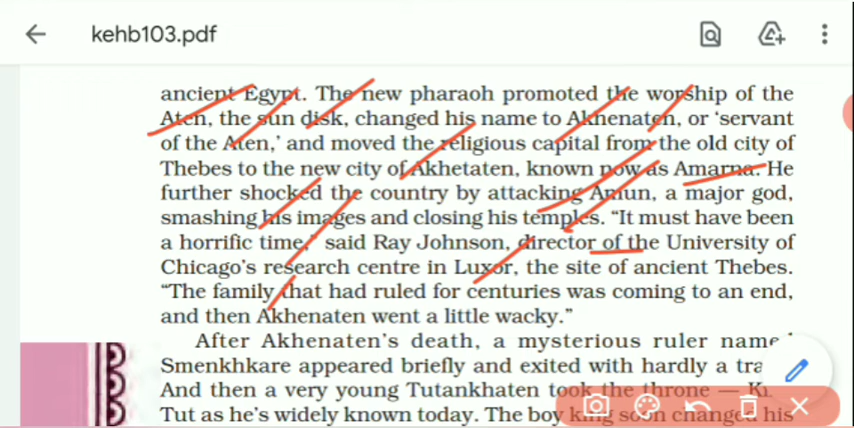 kehb103.pdf
ancient Egypt. The new pharaoh promoted the worship of the
Aten, the sun disk, changed his name to Akhenaten, or ‘servant
of the Aten,’ and moved the religious capital from the old city of
Thebes to the new city of Akhetaten, known now as Amarna. He
further shocked the country by attacking Amun, a major god,
smashing his images and closing his temples. “It must have been
a horrific time,” said Ray Johnson, director of the University of
Chicago’s research centre in Luxor, the site of ancient Thebes.
“The family that had ruled for centuries was coming to an end,
and then Akhenaten went a little wacky.”
After Akhenaten’s death, a mysterious ruler
Smenkhkare appeared briefly and exited with hardly a
And then a very young Tutankhaten took the throne —
Tut as he’s widely known today. The boy king soon changed his